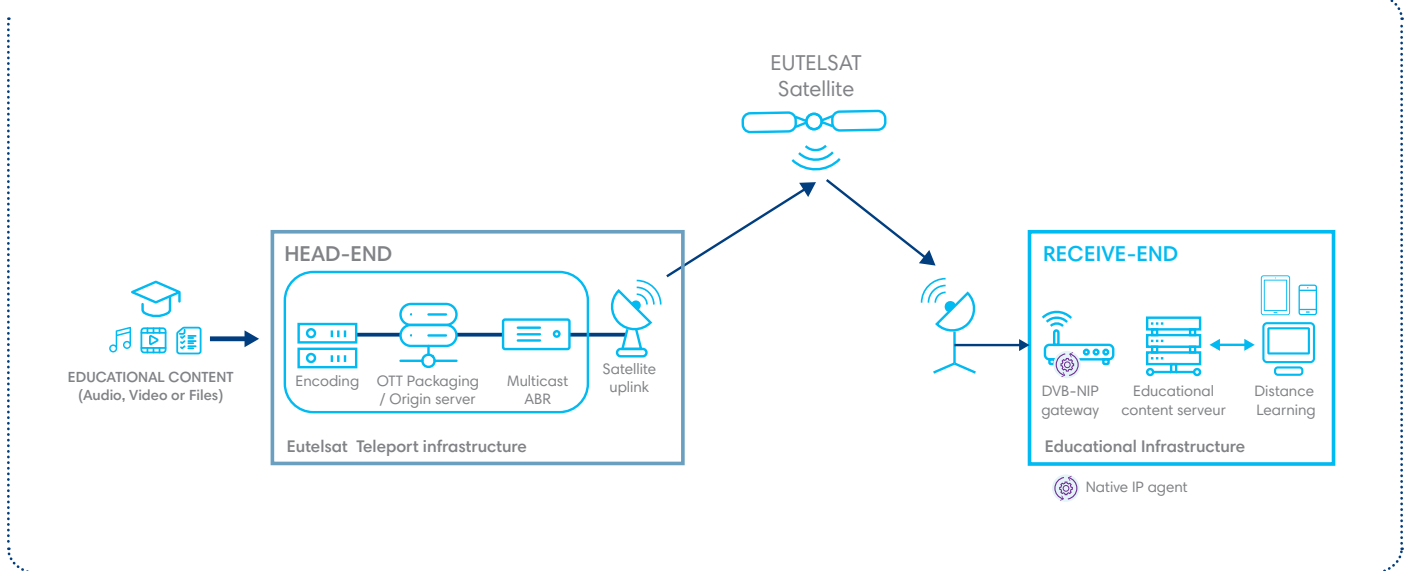 EUTELSAT
Satellite
HEAD-END
RECEIVE-END
EDUCATIONAL CONTENT
(Audio, Video or Files)
Encoding
OTT Packaging
/ Origin server
Multicast
ABR
Satellite
uplink
Eutelsat Teleport infrastructure
DVB-NIP
gateway
Educational
content serveur
Distance
Learning
Educational Infrastructure
Native IP agent